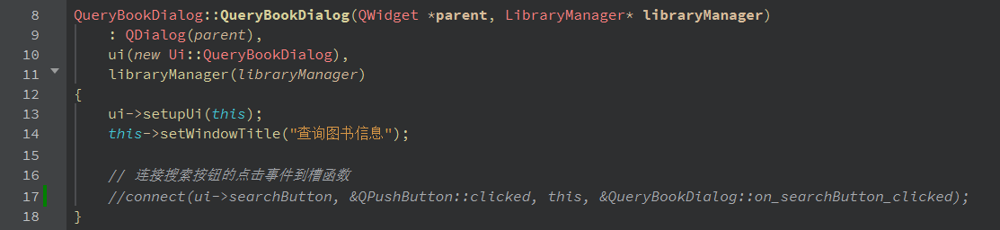 8 QueryBookDialog::QueryBookDialog(QWidget *parent, LibraryManager* libraryManager)
9     : QDialog(parent),
10     ui(new Ui::QueryBookDialog),
11     libraryManager(libraryManager)
12 {
13     ui->setupUi(this);
14     this->setWindowTitle("查询图书信息");
15
16     // 连接搜索按钮的点击事件到槽函数
17     //connect(ui->searchButton, &QPushButton::clicked, this, &QueryBookDialog::on_searchButton_clicked);
18 }